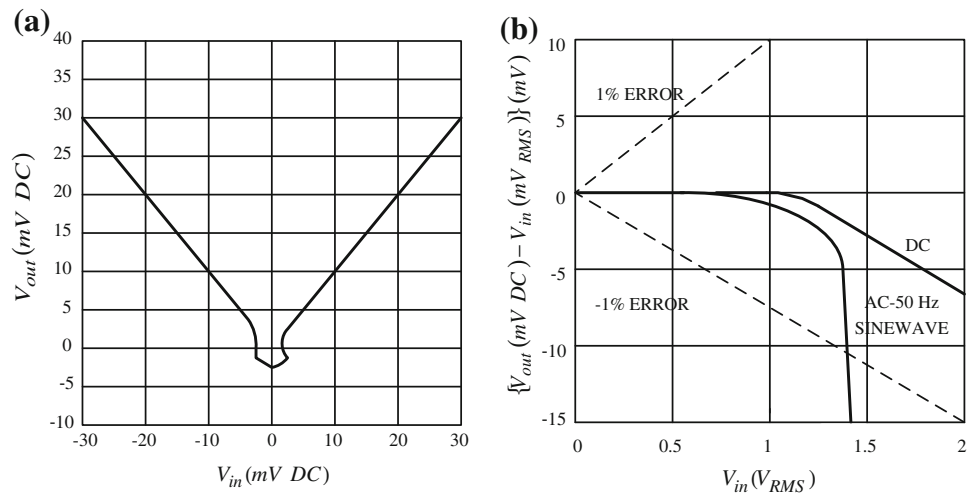 (a)
V_out (mV DC)
40
35
30
25
20
15
10
5
0
-5
-10
-30
-20
-10
0
10
20
30
V_in (mV DC)
(b)
{V_out (mV DC) – V_in (mV_RMS)} (mV)
10
5
0
-5
-10
-15
1% ERROR
-1% ERROR
DC
AC-50 Hz
SINEWAVE
0
0.5
1
1.5
2
V_in (V_RMS)